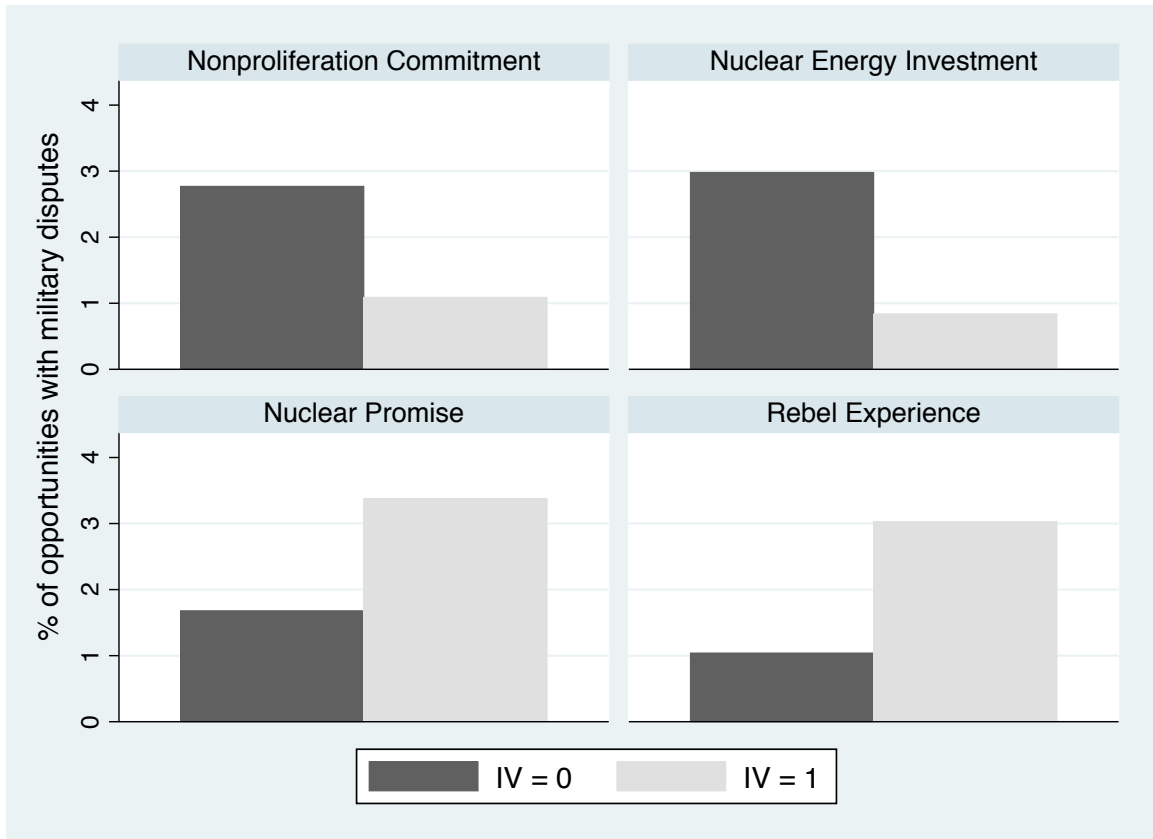 Nonproliferation Commitment
Nuclear Energy Investment
% of opportunities with military disputes
4
3
2
1
0
Nuclear Promise
Rebel Experience
4
3
2
1
0
IV = 0
IV = 1